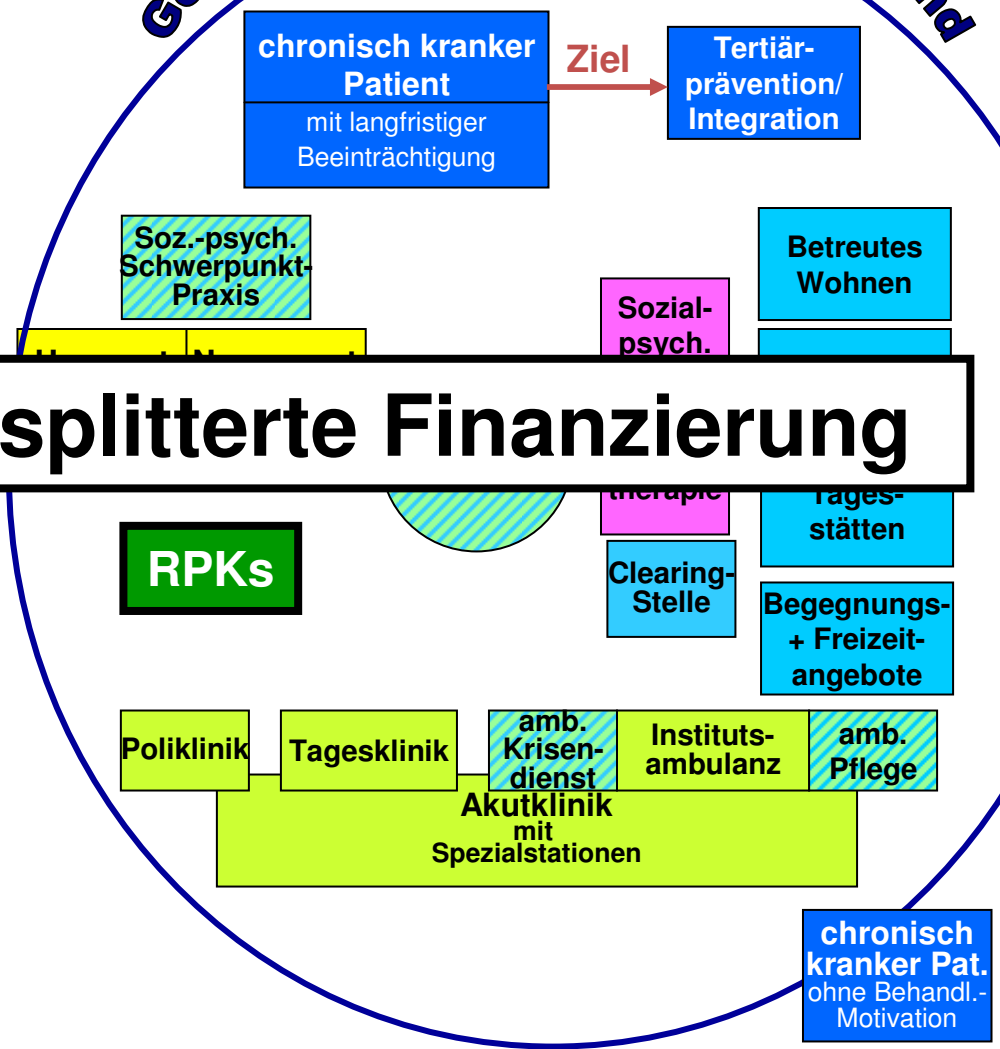 chronisch kranker
Patient
mit langfristiger
Beeinträchtigung
Ziel
Tertiär-
prävention/
Integration
Soz.-psych.
Schwerpunkt-
Praxis
Betreutes
Wohnen
Sozial-
psych.
splitterte Finanzierung
therapie
Tages-
stätten
RPKs
Clearing-
Stelle
Begegnungs-
+ Freizeit-
angebote
Poliklinik
Tagesklinik
amb.
Krisen-
dienst
Instituts-
ambulanz
amb.
Pflege
Akutklinik
mit
Spezialstationen
chronisch
kranker Pat.
ohne Behandl.-
Motivation